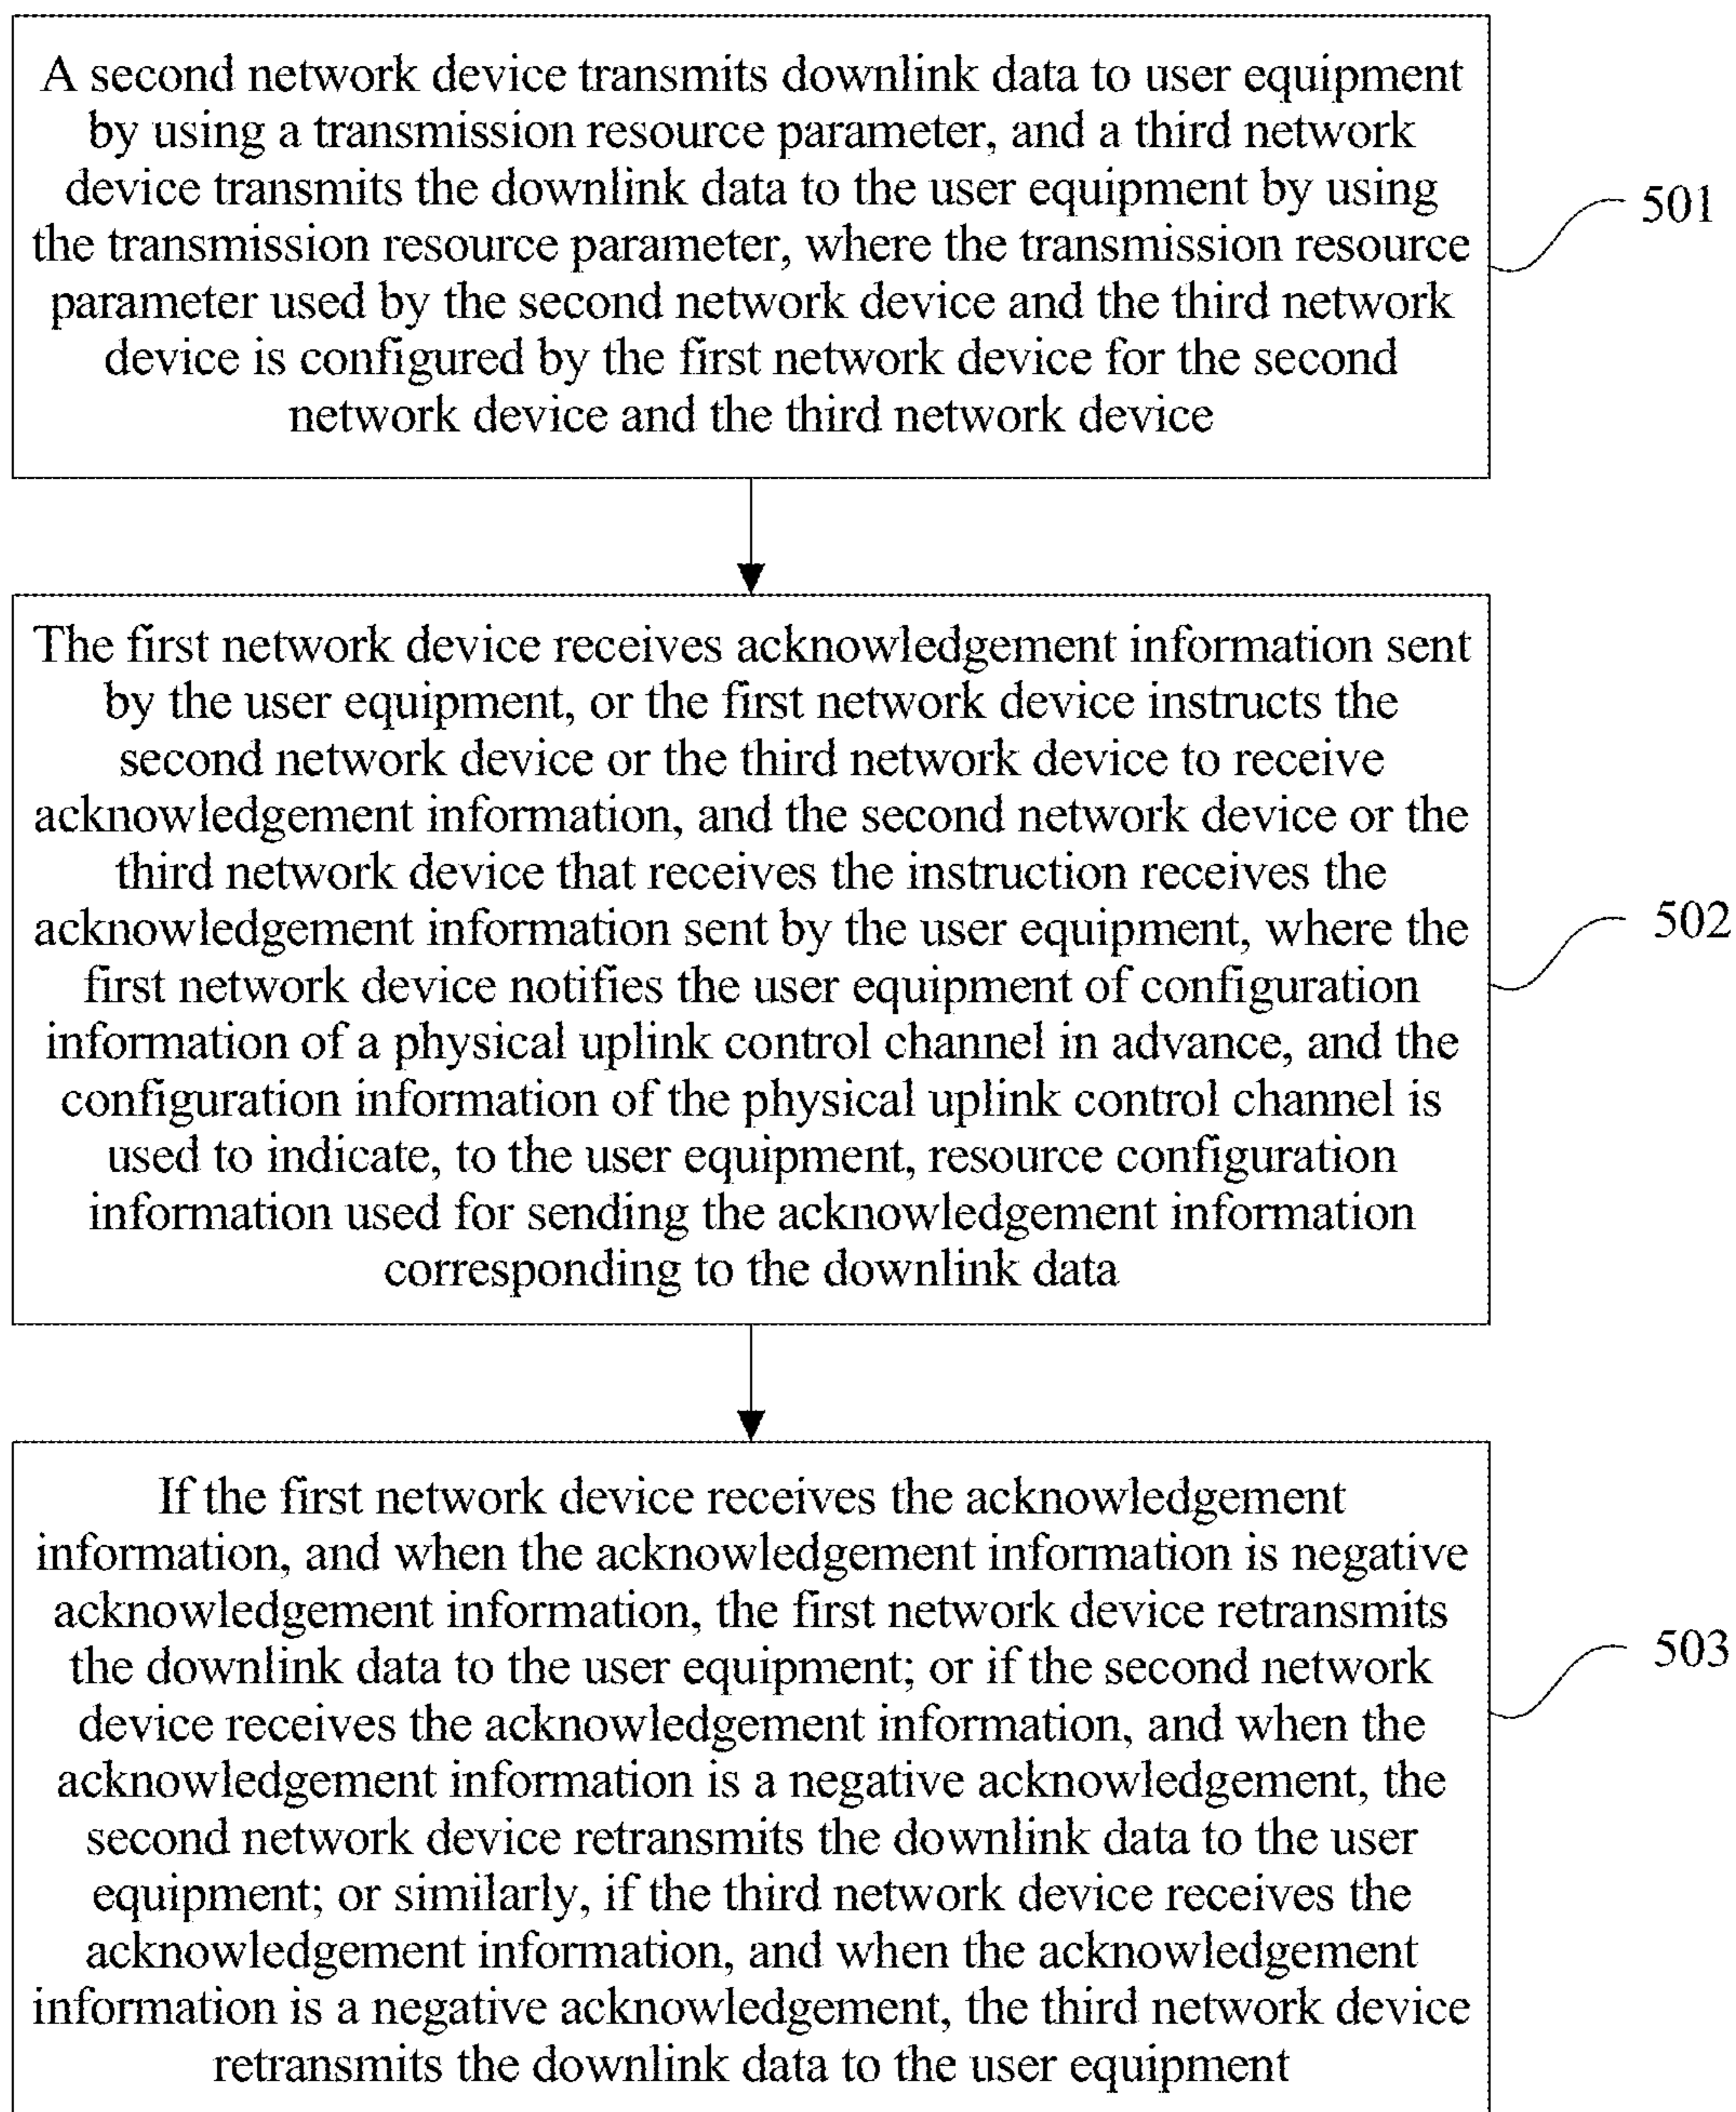 A second network device transmits downlink data to user equipment
by using a transmission resource parameter, and a third network
device transmits the downlink data to the user equipment by using
the transmission resource parameter, where the transmission resource
parameter used by the second network device and the third network
device is configured by the first network device for the second
network device and the third network device
501
The first network device receives acknowledgement information sent
by the user equipment, or the first network device instructs the
second network device or the third network device to receive
acknowledgement information, and the second network device or the
third network device that receives the instruction receives the
acknowledgement information sent by the user equipment, where the
first network device notifies the user equipment of configuration
information of a physical uplink control channel in advance, and the
configuration information of the physical uplink control channel is
used to indicate, to the user equipment, resource configuration
information used for sending the acknowledgement information
corresponding to the downlink data
502
If the first network device receives the acknowledgement
information, and when the acknowledgement information is negative
acknowledgement information, the first network device retransmits
the downlink data to the user equipment; or if the second network
device receives the acknowledgement information, and when the
acknowledgement information is a negative acknowledgement, the
second network device retransmits the downlink data to the user
equipment; or similarly, if the third network device receives the
acknowledgement information, and when the acknowledgement
information is a negative acknowledgement, the third network device
retransmits the downlink data to the user equipment
503